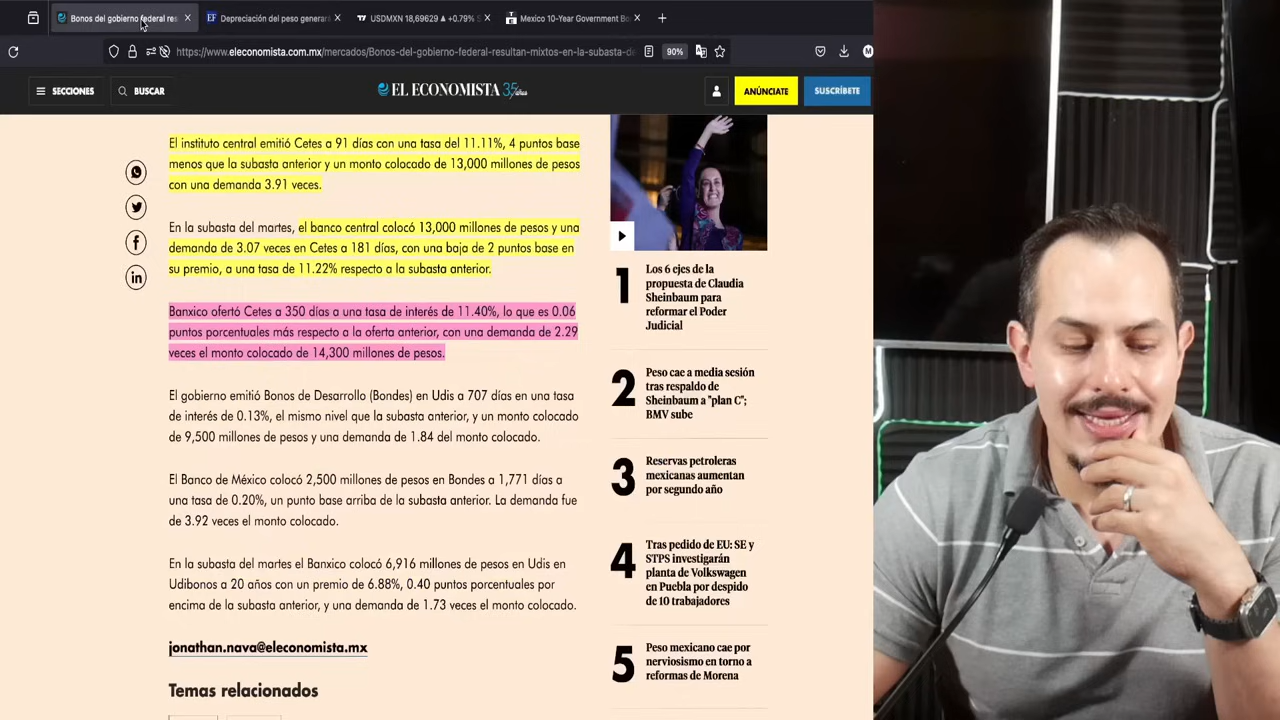 Bonos del gobierno federal res
Depreciación del peso generará
USDMXN 18,69629 ▲ +0.79% S
Mexico 10-Year Government Bo
https://www.eleconomista.com.mx/mercados/Bonos-del-gobierno-federal-resultan-mixtos-en-la-subasta-de
90%
SECCIONES
BUSCAR
EL ECONOMISTA 35 años
ANÚNCIATE
SUSCRÍBETE
El instituto central emitió Cetes a 91 días con una tasa del 11.11%, 4 puntos base
menos que la subasta anterior y un monto colocado de 13,000 millones de pesos
con una demanda 3.91 veces.
En la subasta del martes, el banco central colocó 13,000 millones de pesos y una
demanda de 3.07 veces en Cetes a 181 días, con una baja de 2 puntos base en
su premio, a una tasa de 11.22% respecto a la subasta anterior.
Banxico ofertó Cetes a 350 días a una tasa de interés de 11.40%, lo que es 0.06
puntos porcentuales más respecto a la oferta anterior, con una demanda de 2.29
veces el monto colocado de 14,300 millones de pesos.
El gobierno emitió Bonos de Desarrollo (Bondes) en Udis a 707 días en una tasa
de interés de 0.13%, el mismo nivel que la subasta anterior, y un monto colocado
de 9,500 millones de pesos y una demanda de 1.84 del monto colocado.
El Banco de México colocó 2,500 millones de pesos en Bondes a 1,771 días a
una tasa de 0.20%, un punto base arriba de la subasta anterior. La demanda fue
de 3.92 veces el monto colocado.
En la subasta del martes el Banxico colocó 6,916 millones de pesos en Udis en
Udibonos a 20 años con un premio de 6.88%, 0.40 puntos porcentuales por
encima de la subasta anterior, y una demanda de 1.73 veces el monto colocado.
jonathan.nava@eleconomista.mx
Temas relacionados
1
Los 6 ejes de la
propuesta de Claudia
Sheinbaum para
reformar el Poder
Judicial
2
Peso cae a media sesión
tras respaldo de
Sheinbaum a "plan C";
BMV sube
3
Reservas petroleras
mexicanas aumentan
por segundo año
4
Tras pedido de EU: SE y
STPS investigarán
planta de Volkswagen
en Puebla por despido
de 10 trabajadores
5
Peso mexicano cae por
nerviosismo en torno a
reformas de Morena